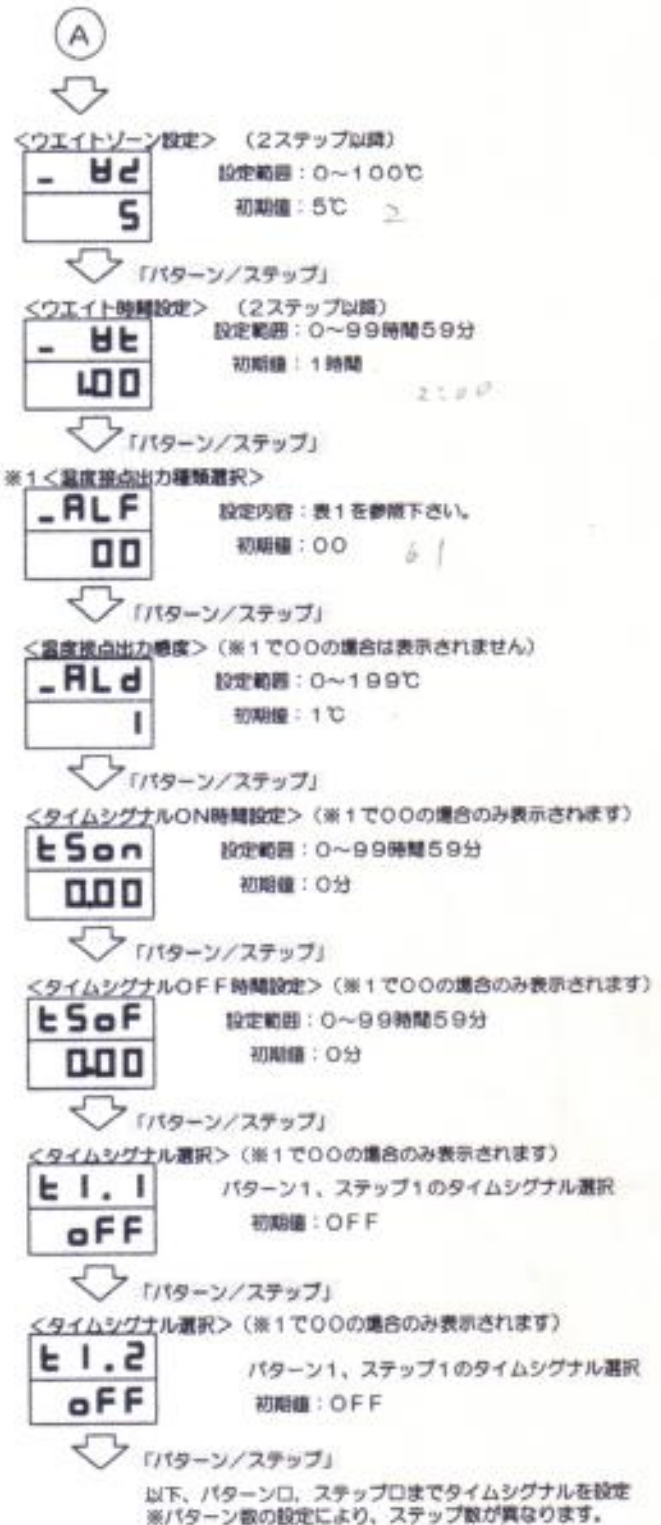 A
<ウエイトゾーン設定> (2ステップ以降)
_ Wd 設定範囲:0~100℃
5 初期値:5℃
「パターン/ステップ」
<ウエイト時間設定> (2ステップ以降)
_ Wt 設定範囲:0~99時間59分
1.00 初期値:1時間
2:00
「パターン/ステップ」
※1<温度接点出力種類選択>
_ALF 設定内容:表1を参照下さい。
00 初期値:00 61
「パターン/ステップ」
<温度接点出力感度>(※1で00の場合は表示されません)
_ALd 設定範囲:0~199℃
1 初期値:1℃
「パターン/ステップ」
<タイムシグナルON時間設定>(※1で00の場合のみ表示されます)
tSon 設定範囲:0~99時間59分
0.00 初期値:0分
「パターン/ステップ」
<タイムシグナルOFF時間設定>(※1で00の場合のみ表示されます)
tSoF 設定範囲:0~99時間59分
0.00 初期値:0分
「パターン/ステップ」
<タイムシグナル選択>(※1で00の場合のみ表示されます)
t1.1 パターン1、ステップ1のタイムシグナル選択
oFF 初期値:OFF
「パターン/ステップ」
<タイムシグナル選択>(※1で00の場合のみ表示されます)
t1.2 パターン1、ステップ1のタイムシグナル選択
oFF 初期値:OFF
「パターン/ステップ」
以下、パターン□、ステップ□までタイムシグナルを設定
※パターン数の設定により、ステップ数が異なります。